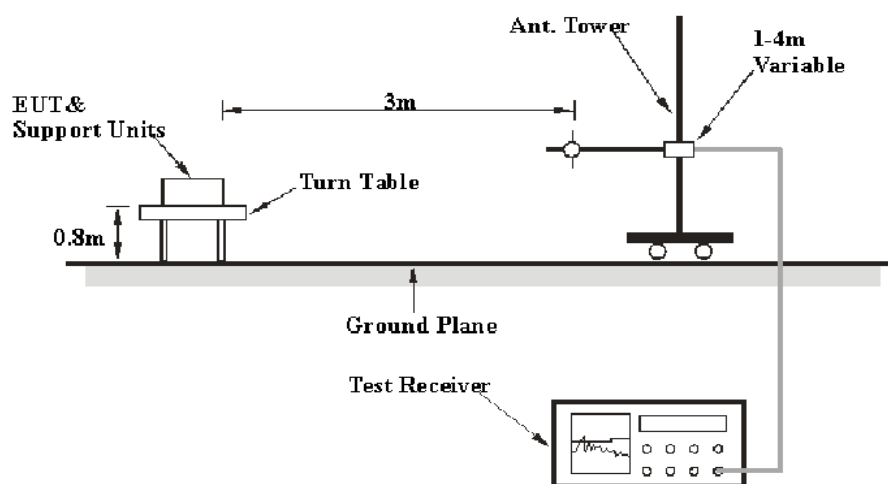 Ant. Tower
1-4m
Variable
3m
EUT&
Support Units
Turn Table
0.8m
Ground Plane
Test Receiver